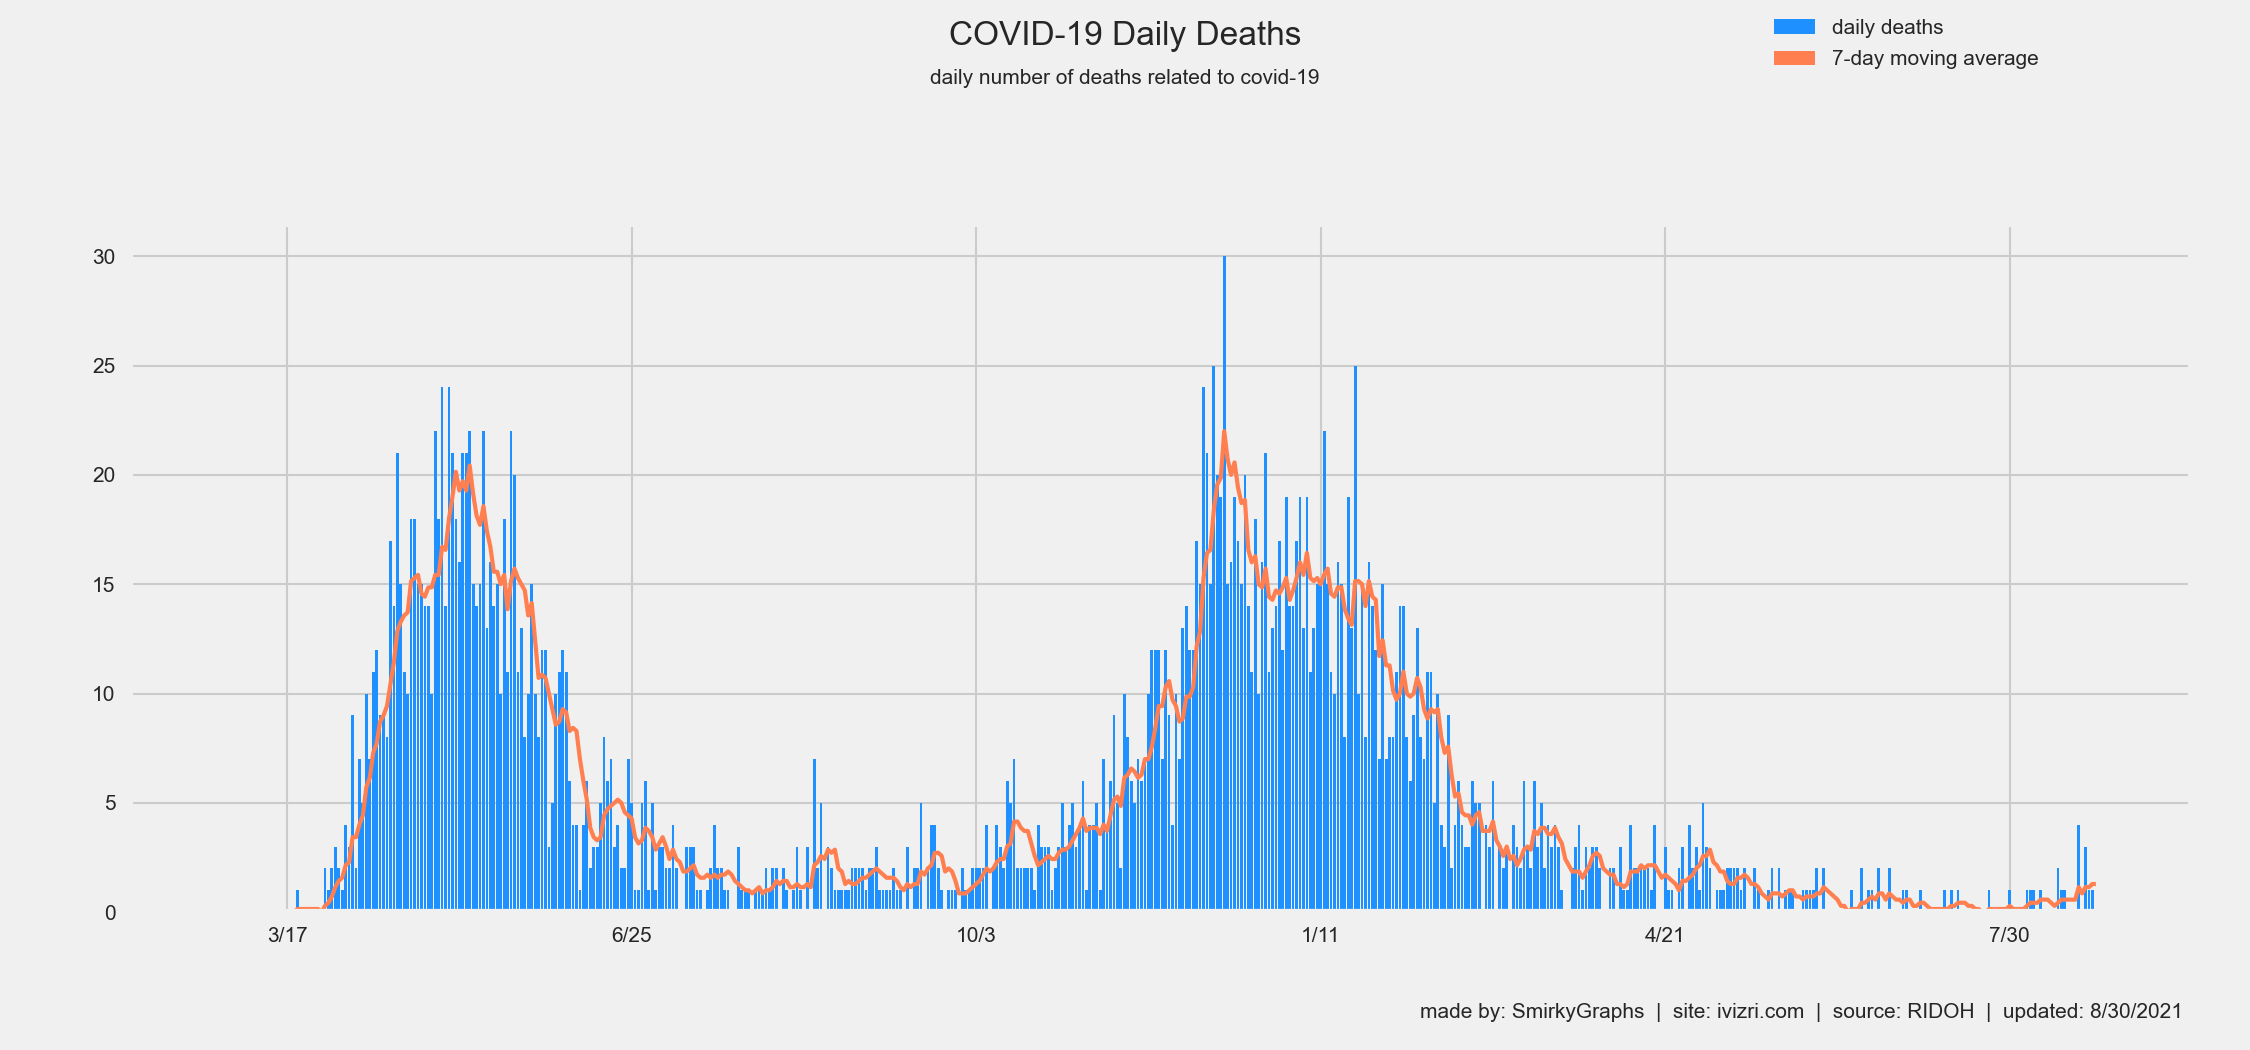 COVID-19 Daily Deaths
daily number of deaths related to covid-19
daily deaths
7-day moving average
30
25
20
15
10
5
0
3/17 6/25 10/3 1/11 4/21 7/30
made by: SmirkyGraphs | site: ivizri.com | source: RIDOH | updated: 8/30/2021